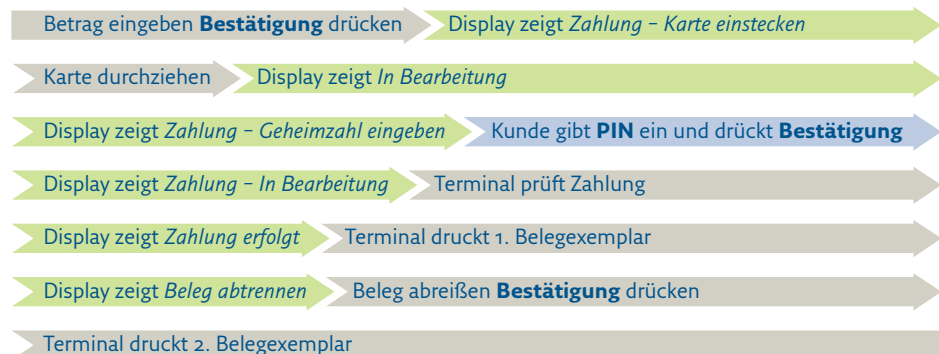 Betrag eingeben Bestätigung drücken Display zeigt Zahlung – Karte einstecken
Karte durchziehen Display zeigt In Bearbeitung
Display zeigt Zahlung – Geheimzahl eingeben Kunde gibt PIN ein und drückt Bestätigung
Display zeigt Zahlung – In Bearbeitung Terminal prüft Zahlung
Display zeigt Zahlung erfolgt Terminal druckt 1. Belegexemplar
Display zeigt Beleg abtrennen Beleg abreißen Bestätigung drücken
Terminal druckt 2. Belegexemplar